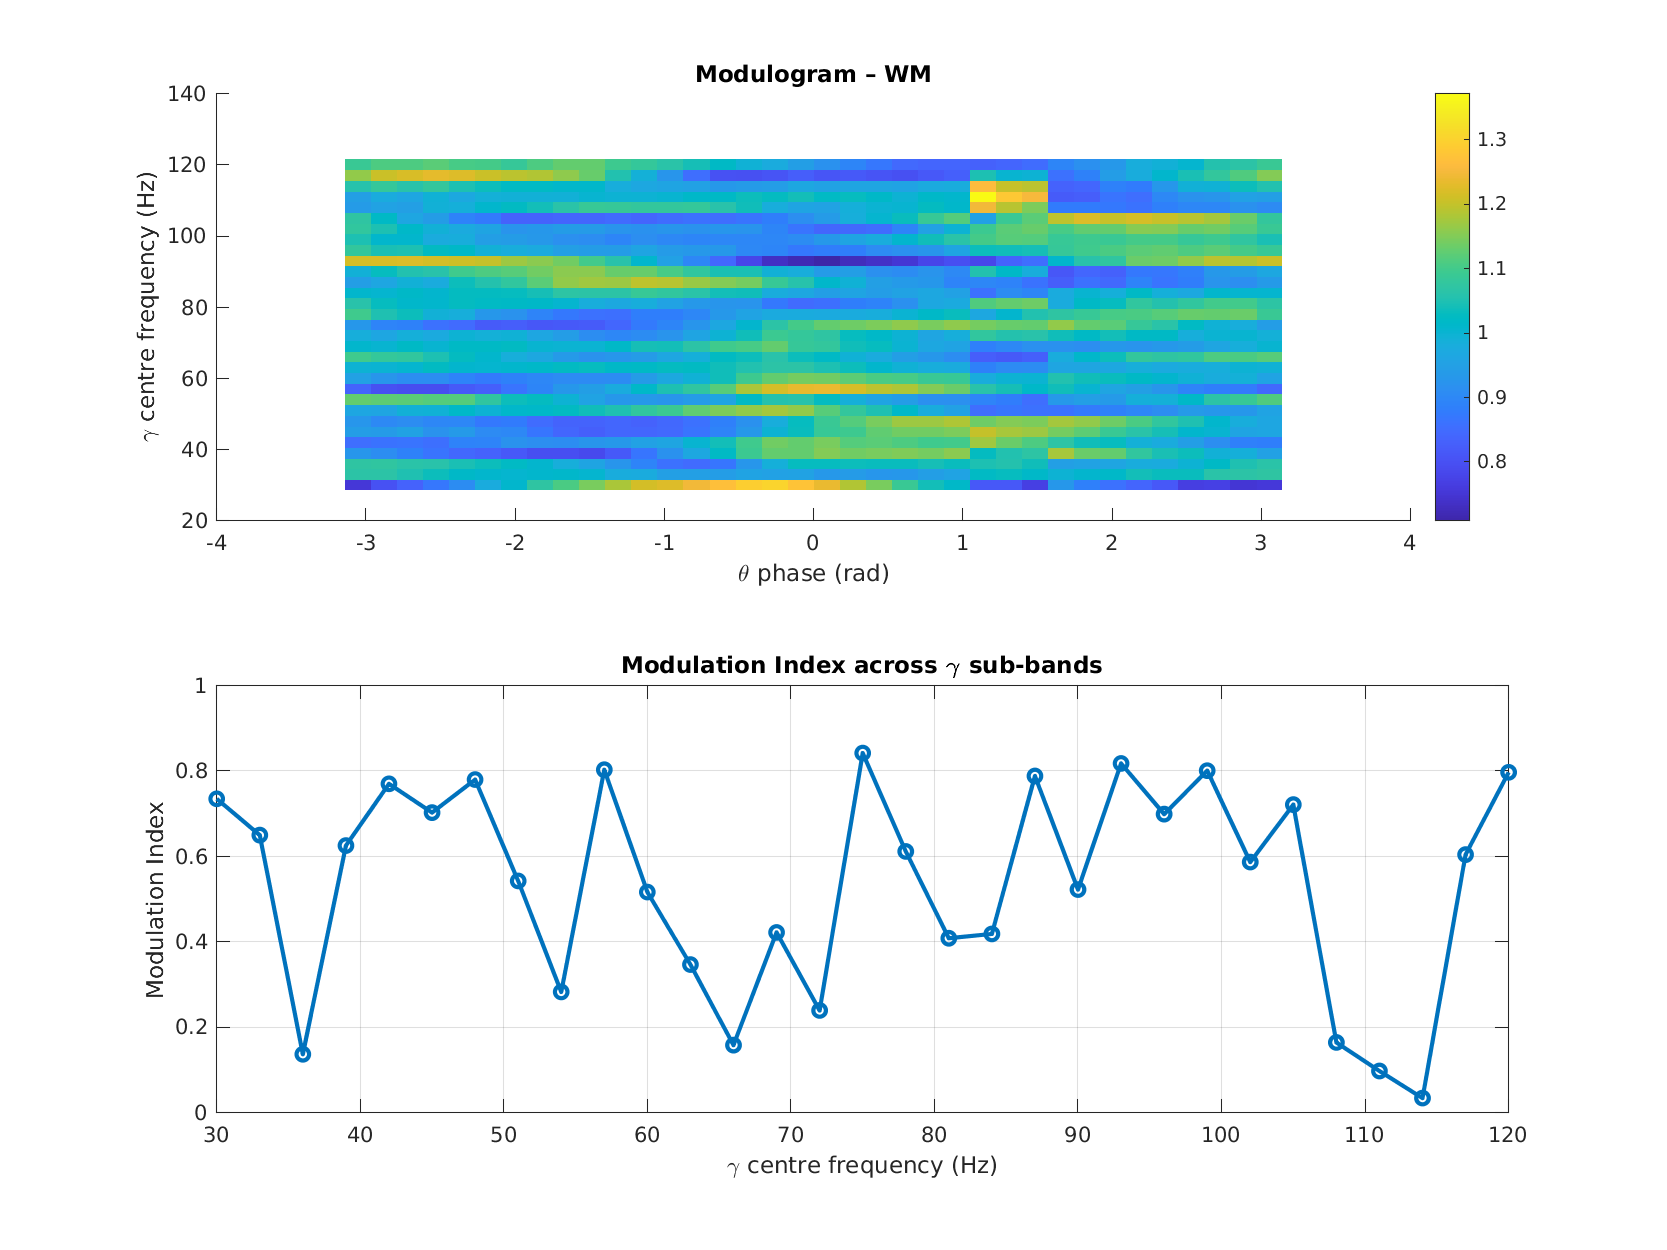 Modulogram – WM
140
120
100
80
60
40
20
γ centre frequency (Hz)
-4 -3 -2 -1 0 1 2 3 4
θ phase (rad)
1.3
1.2
1.1
1
0.9
0.8
Modulation Index across γ sub-bands
1
0.8
0.6
0.4
0.2
0
Modulation Index
30 40 50 60 70 80 90 100 110 120
γ centre frequency (Hz)